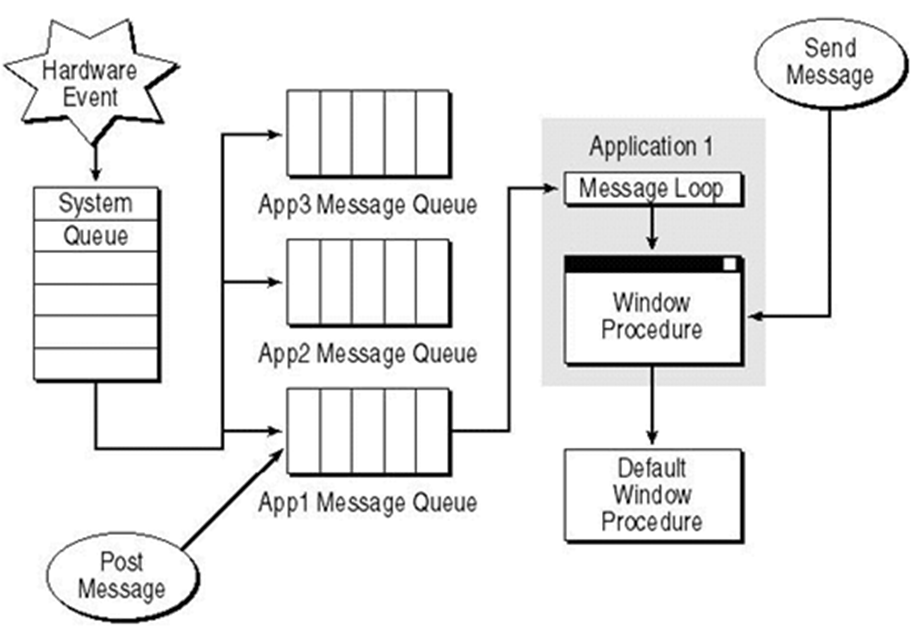 Hardware
Event
System
Queue
App3 Message Queue
App2 Message Queue
App1 Message Queue
Post
Message
Application 1
Message Loop
Window
Procedure
Default
Window
Procedure
Send
Message